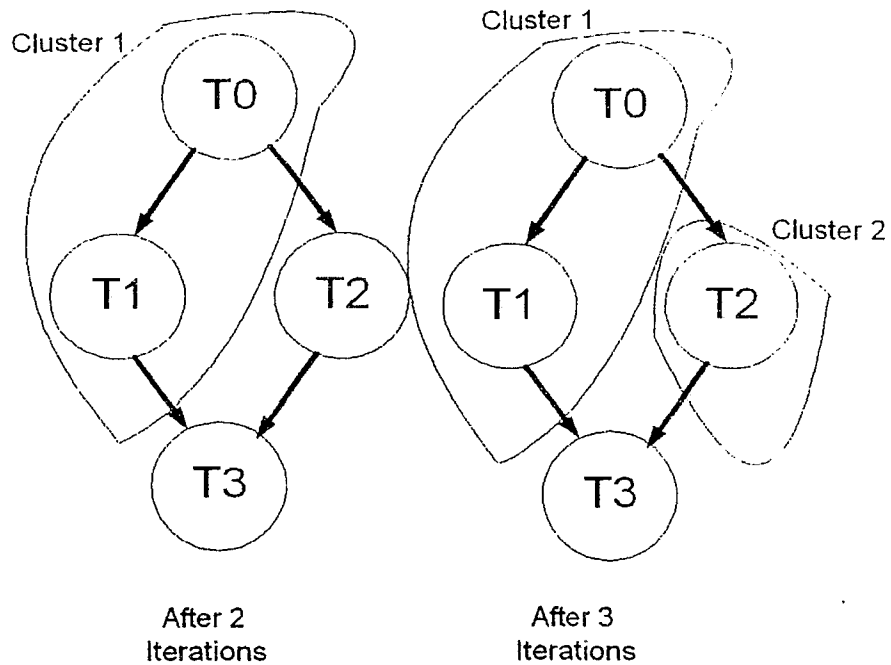 Cluster 1
T0
T1
T2
T3
After 2
Iterations
Cluster 1
T0
Cluster 2
T1
T2
T3
After 3
Iterations